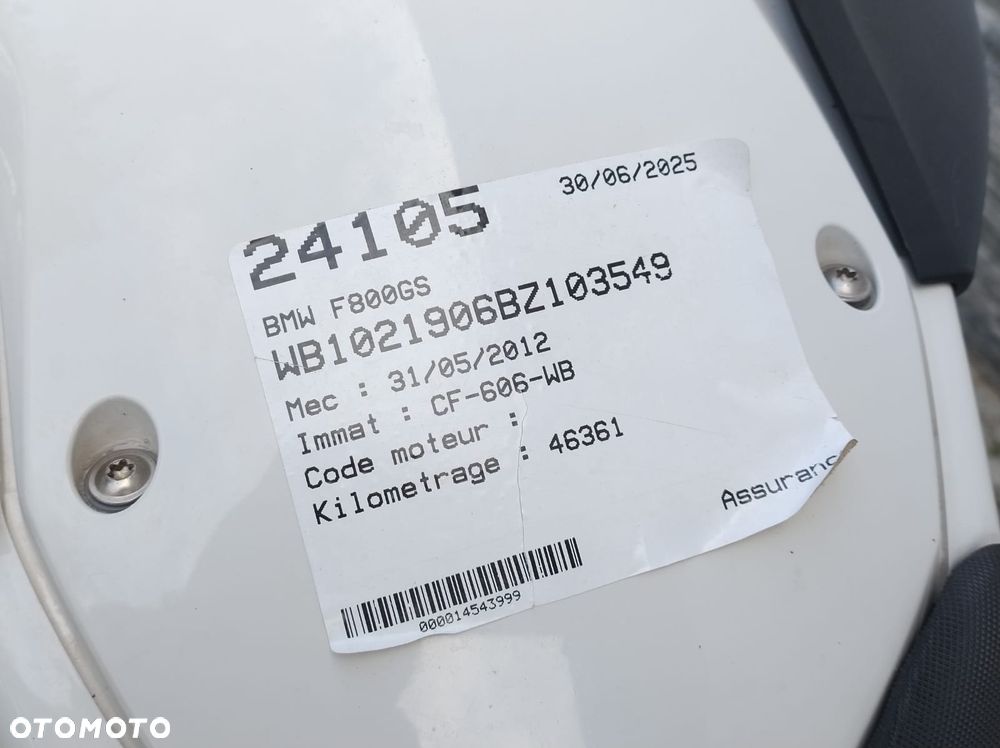 30/06/2025
24105
BMW F800GS
WB1021906BZ103549
Mec : 31/05/2012
Immat : CF-606-WB
Code moteur :
Kilometrage : 46361
Assuranc
000014543999
OTOMOTO